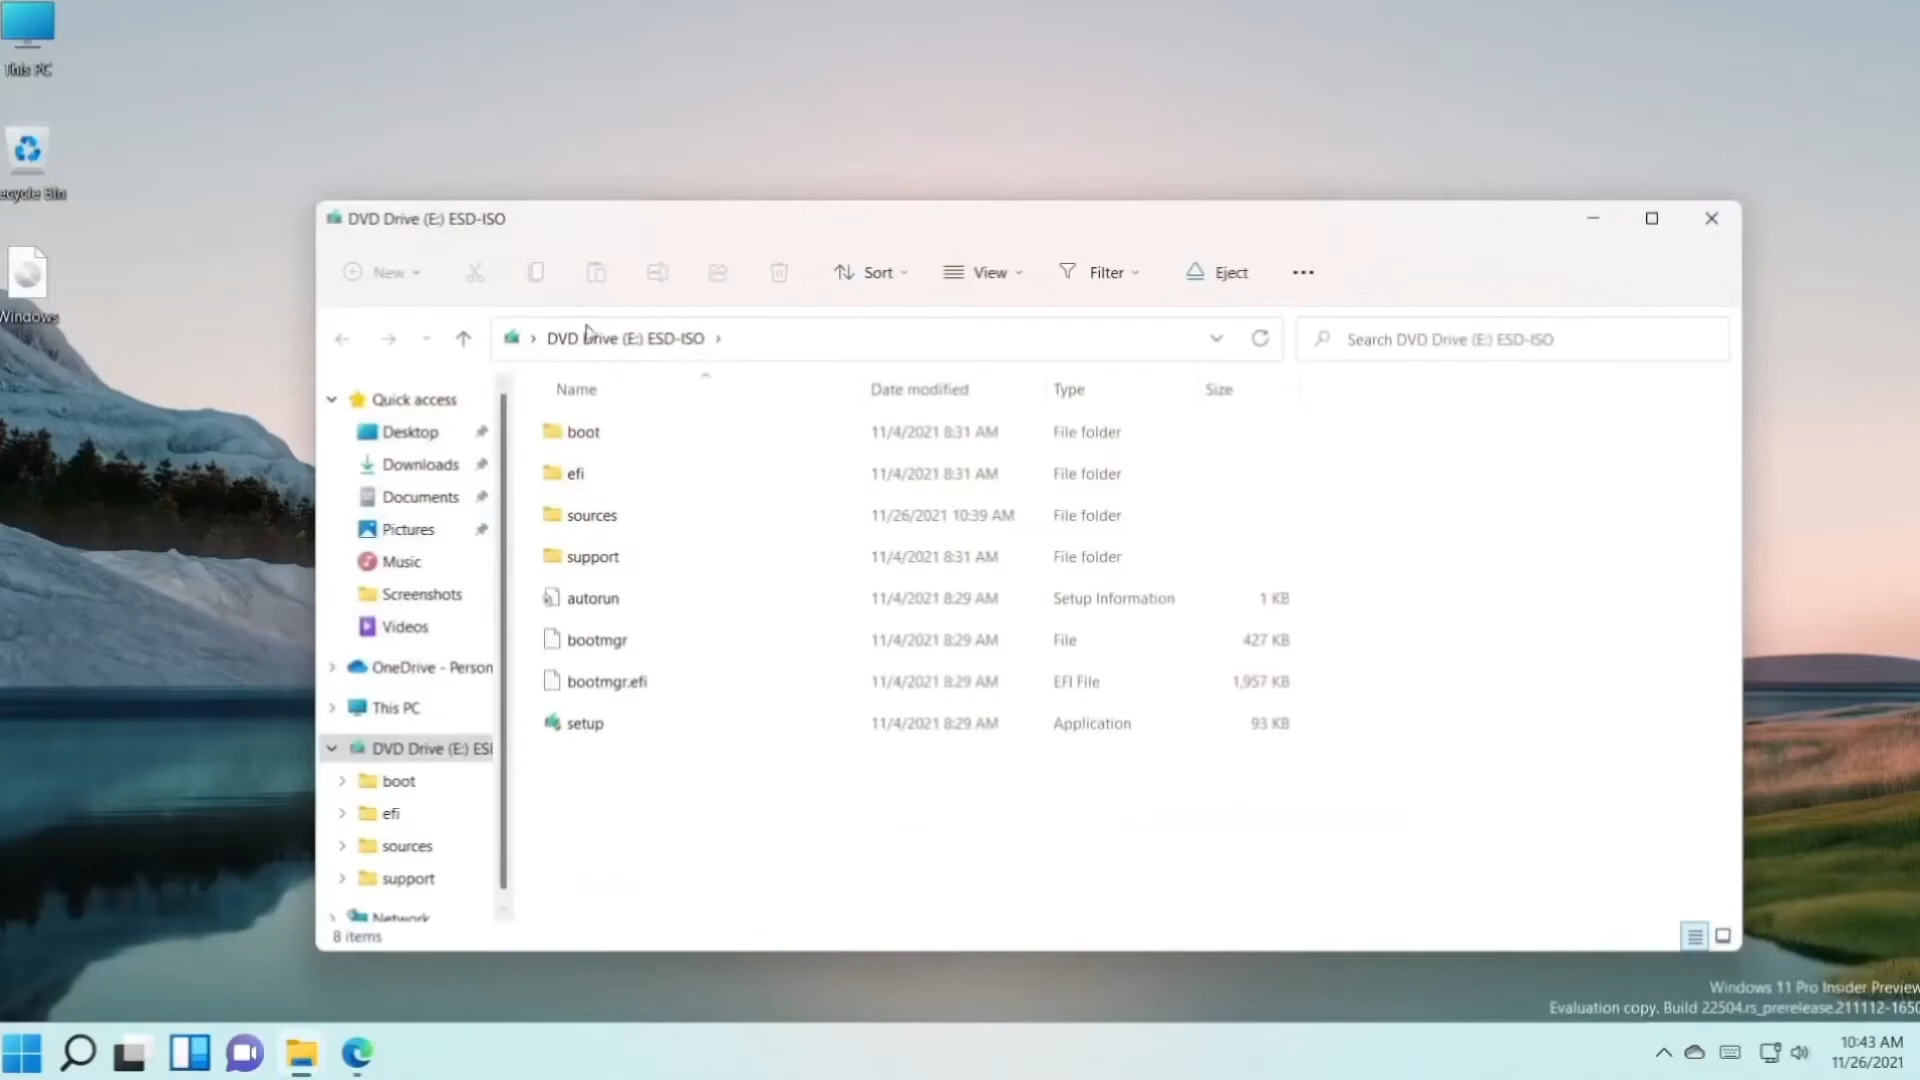 This PC
ecycle Bin
Windows
DVD Drive (E:) ESD-ISO
New
Sort
View
Filter
Eject
DVD Drive (E:) ESD-ISO
Search DVD Drive (E:) ESD-ISO
Name Date modified Type Size
boot 11/4/2021 8:31 AM File folder
efi 11/4/2021 8:31 AM File folder
sources 11/26/2021 10:39 AM File folder
support 11/4/2021 8:31 AM File folder
autorun 11/4/2021 8:29 AM Setup Information 1 KB
bootmgr 11/4/2021 8:29 AM File 427 KB
bootmgr.efi 11/4/2021 8:29 AM EFI File 1,957 KB
setup 11/4/2021 8:29 AM Application 93 KB
Quick access
Desktop
Downloads
Documents
Pictures
Music
Screenshots
Videos
OneDrive - Person
This PC
DVD Drive (E:) ES
boot
efi
sources
support
Network
8 items
Windows 11 Pro Insider Preview
Evaluation copy. Build 22504.rs_prerelease.211112-1650
10:43 AM
11/26/2021